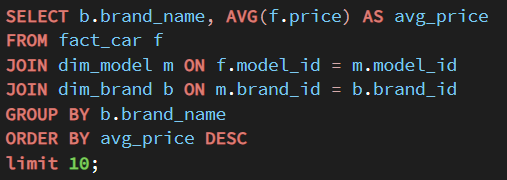 SELECT b.brand_name, AVG(f.price) AS avg_price
FROM fact_car f
JOIN dim_model m ON f.model_id = m.model_id
JOIN dim_brand b ON m.brand_id = b.brand_id
GROUP BY b.brand_name
ORDER BY avg_price DESC
limit 10;